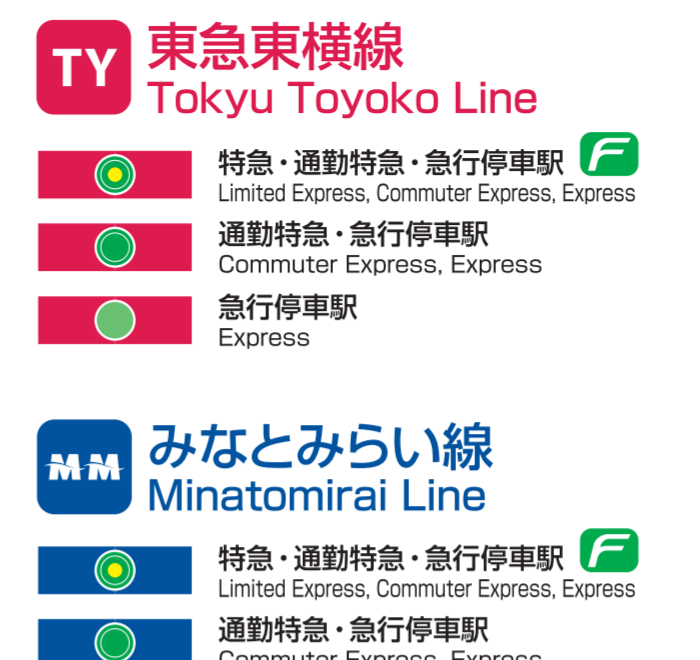 TY
東急東横線
Tokyu Toyoko Line
特急・通勤特急・急行停車駅 F
Limited Express, Commuter Express, Express
通勤特急・急行停車駅
Commuter Express, Express
急行停車駅
Express
MM
みなとみらい線
Minatomirai Line
特急・通勤特急・急行停車駅 F
Limited Express, Commuter Express, Express
通勤特急・急行停車駅
Commuter Express, Express